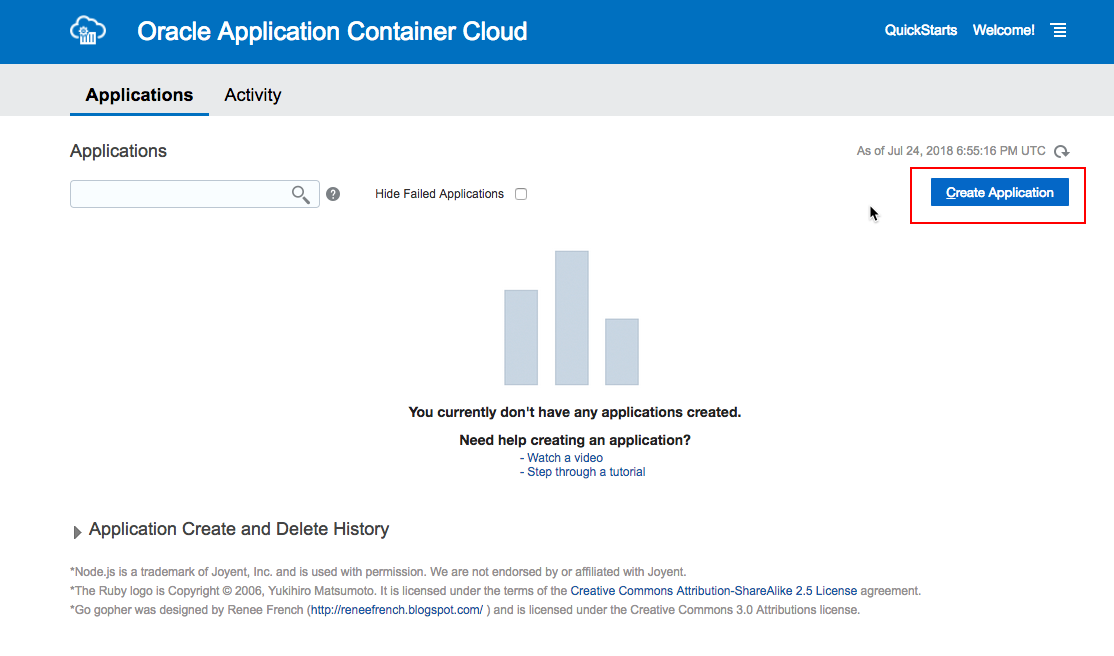 Oracle Application Container Cloud
QuickStarts Welcome!
Applications Activity
Applications
As of Jul 24, 2018 6:55:16 PM UTC
? Hide Failed Applications
Create Application
You currently don't have any applications created.
Need help creating an application?
- Watch a video
- Step through a tutorial
Application Create and Delete History
*Node.js is a trademark of Joyent, Inc. and is used with permission. We are not endorsed by or affiliated with Joyent.
*The Ruby logo is Copyright © 2006, Yukihiro Matsumoto. It is licensed under the terms of the Creative Commons Attribution-ShareAlike 2.5 License agreement.
*Go gopher was designed by Renee French (http://reneefrench.blogspot.com/ ) and is licensed under the Creative Commons 3.0 Attributions license.